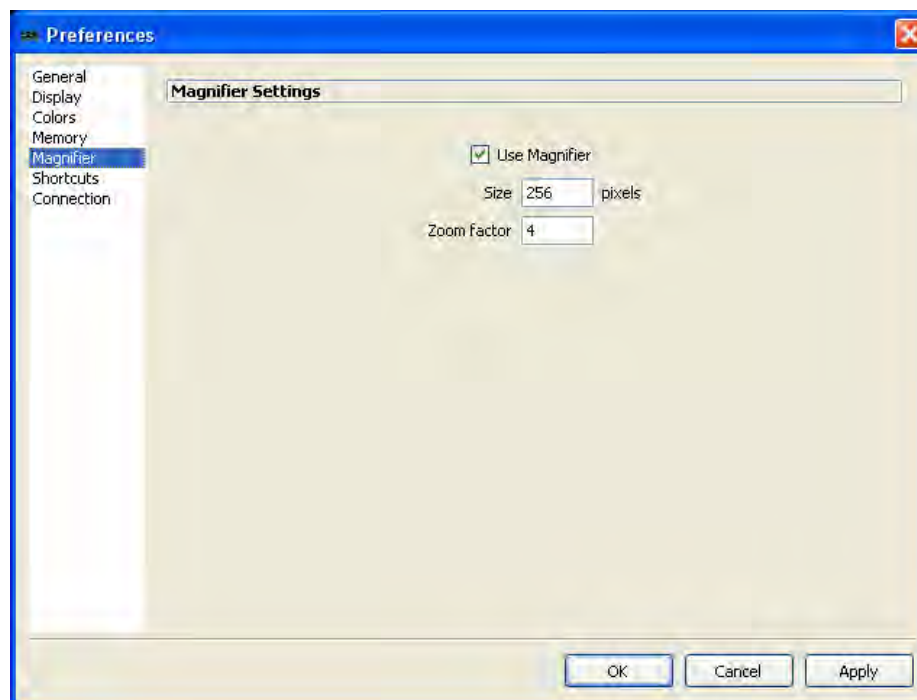 Preferences
General
Display
Colors
Memory
Magnifier
Shortcuts
Connection
Magnifier Settings
Use Magnifier
Size 256 pixels
Zoom factor 4
OK Cancel Apply